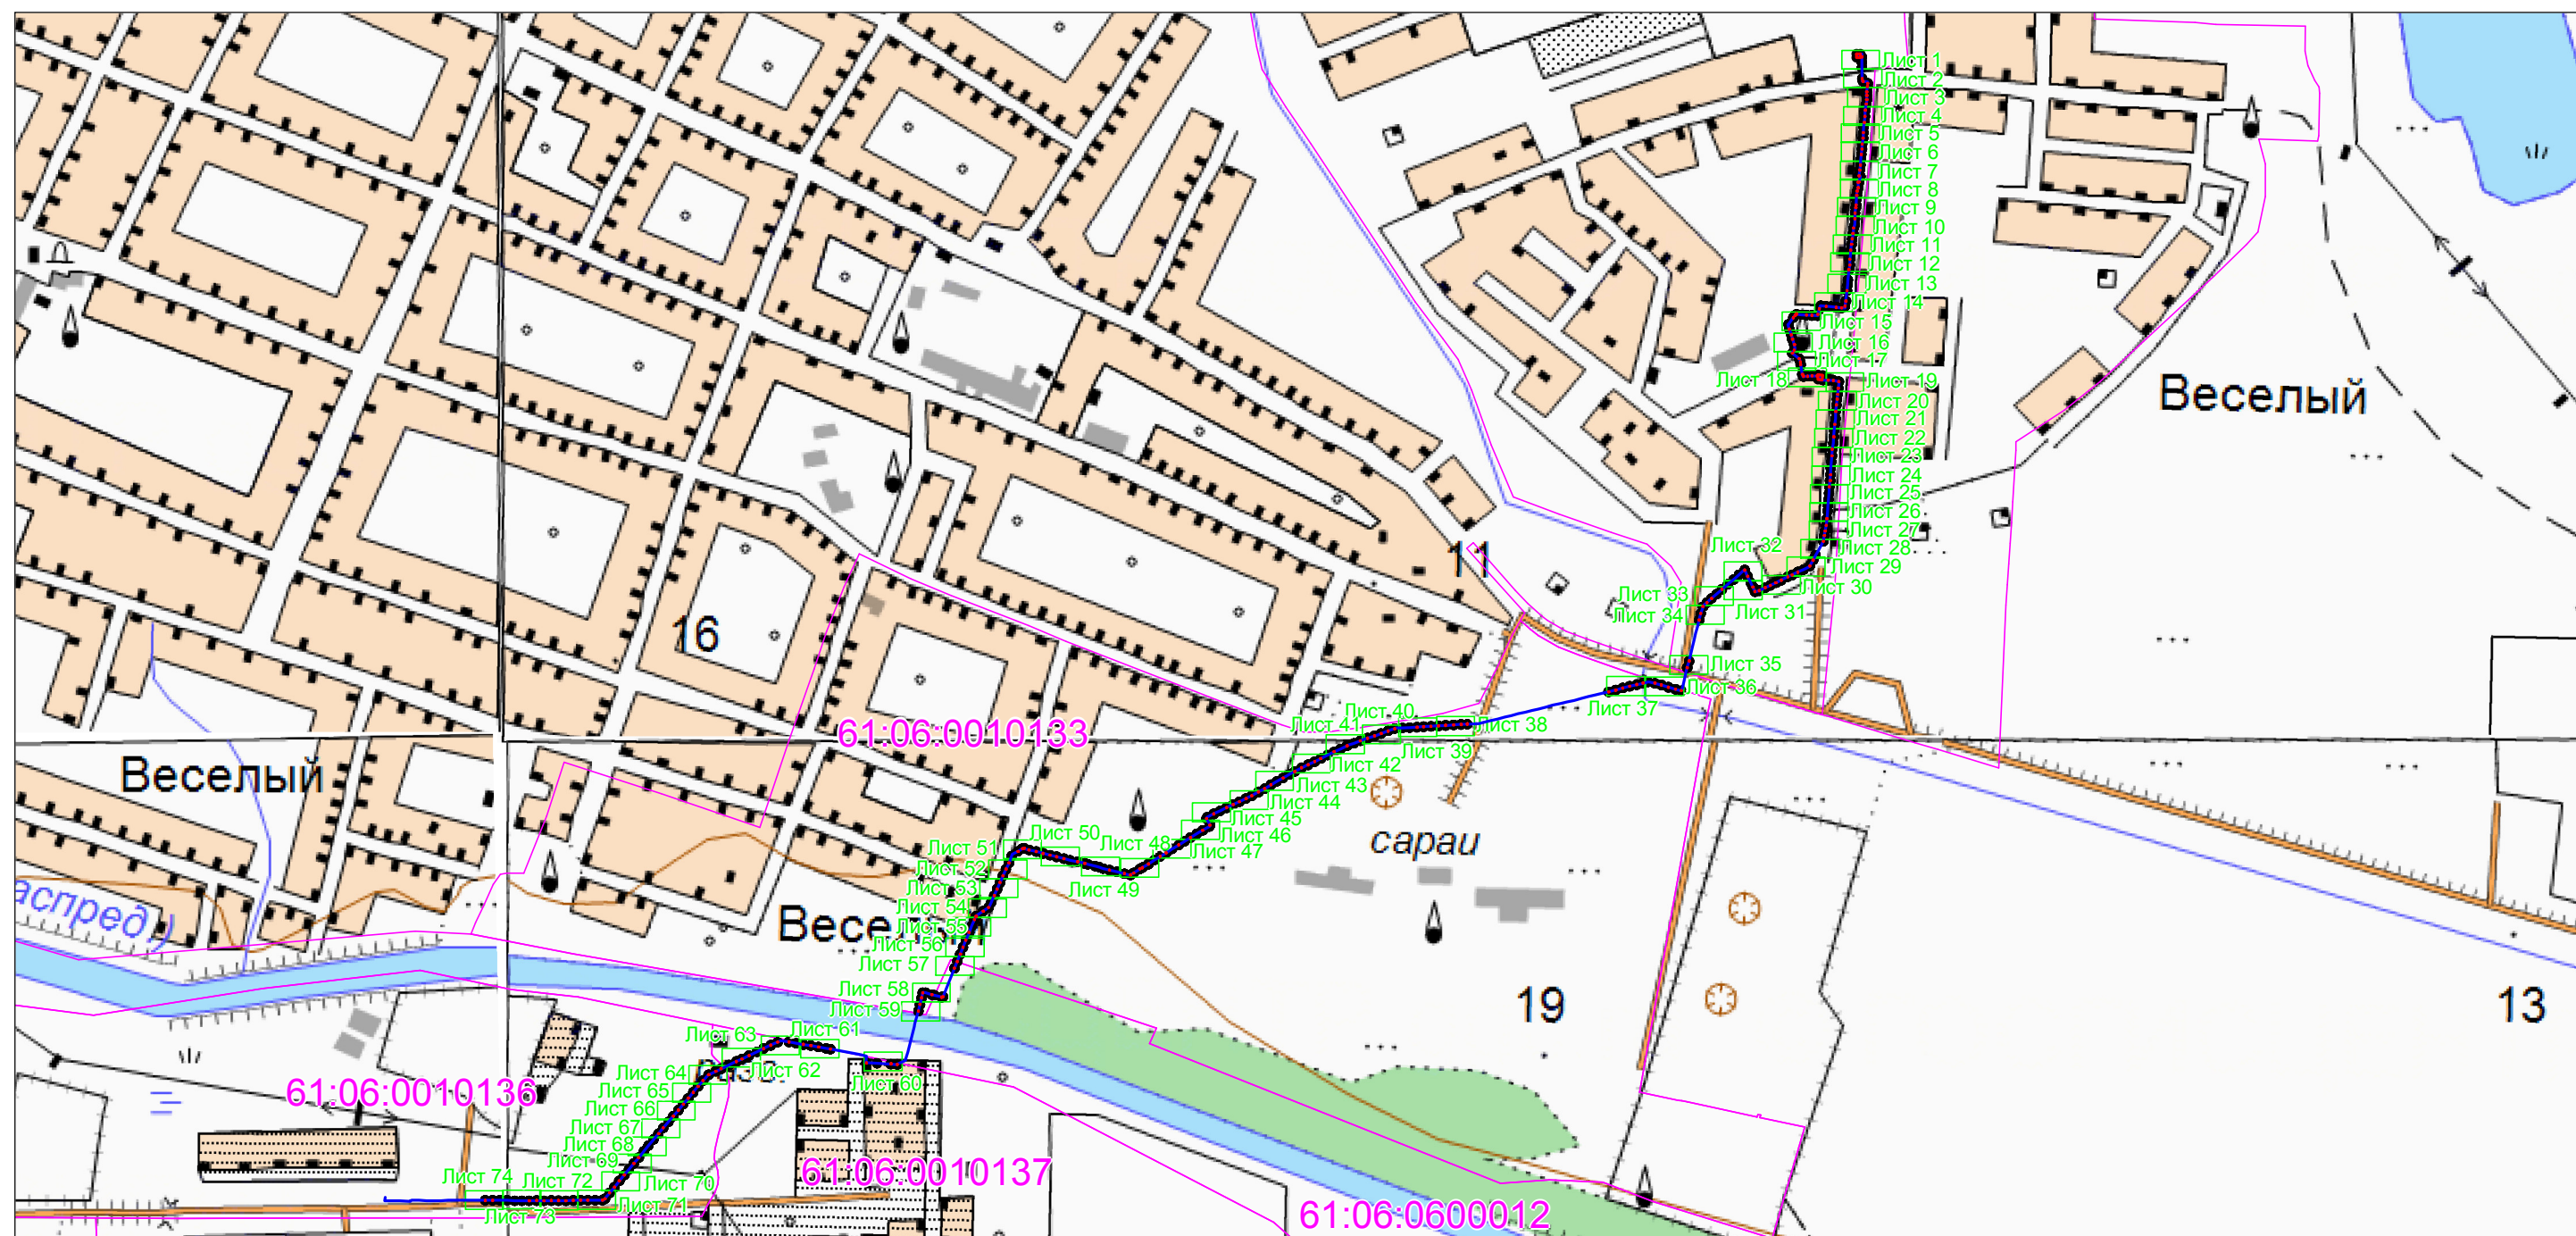 Лист 1
Лист 2
Лист 3
Лист 4
Лист 5
Лист 6
Лист 7
Лист 8
Лист 9
Лист 10
Лист 11
Лист 12
Лист 13
Лист 14
Лист 15
Лист 16
Лист 17
Лист 18
Лист 19
Веселый
Лист 20
Лист 21
Лист 22
Лист 23
Лист 24
Лист 25
Лист 26
Лист 27
Лист 28
Лист 29
Лист 30
Лист 31
Лист 32
Лист 33
Лист 34
11
16
Лист 35
Лист 36
Лист 37
Лист 38
Лист 39
Лист 40
Лист 41
61:06:0010133
Веселый
Лист 42
Лист 43
Лист 44
Лист 45
Лист 46
Лист 47
Лист 48
Лист 49
Лист 50
сараи
Лист 51
Лист 52
Лист 53
Лист 54
Лист 55
Лист 56
Лист 57
Весе
аспред.)
Лист 58
Лист 59
19
13
Лист 60
Лист 61
Лист 62
Лист 63
Лист 64
Лист 65
Лист 66
Лист 67
Лист 68
Лист 69
Лист 70
Лист 71
Лист 72
Лист 73
Лист 74
61:06:0010136
61:06:0010137
61:06:0600012